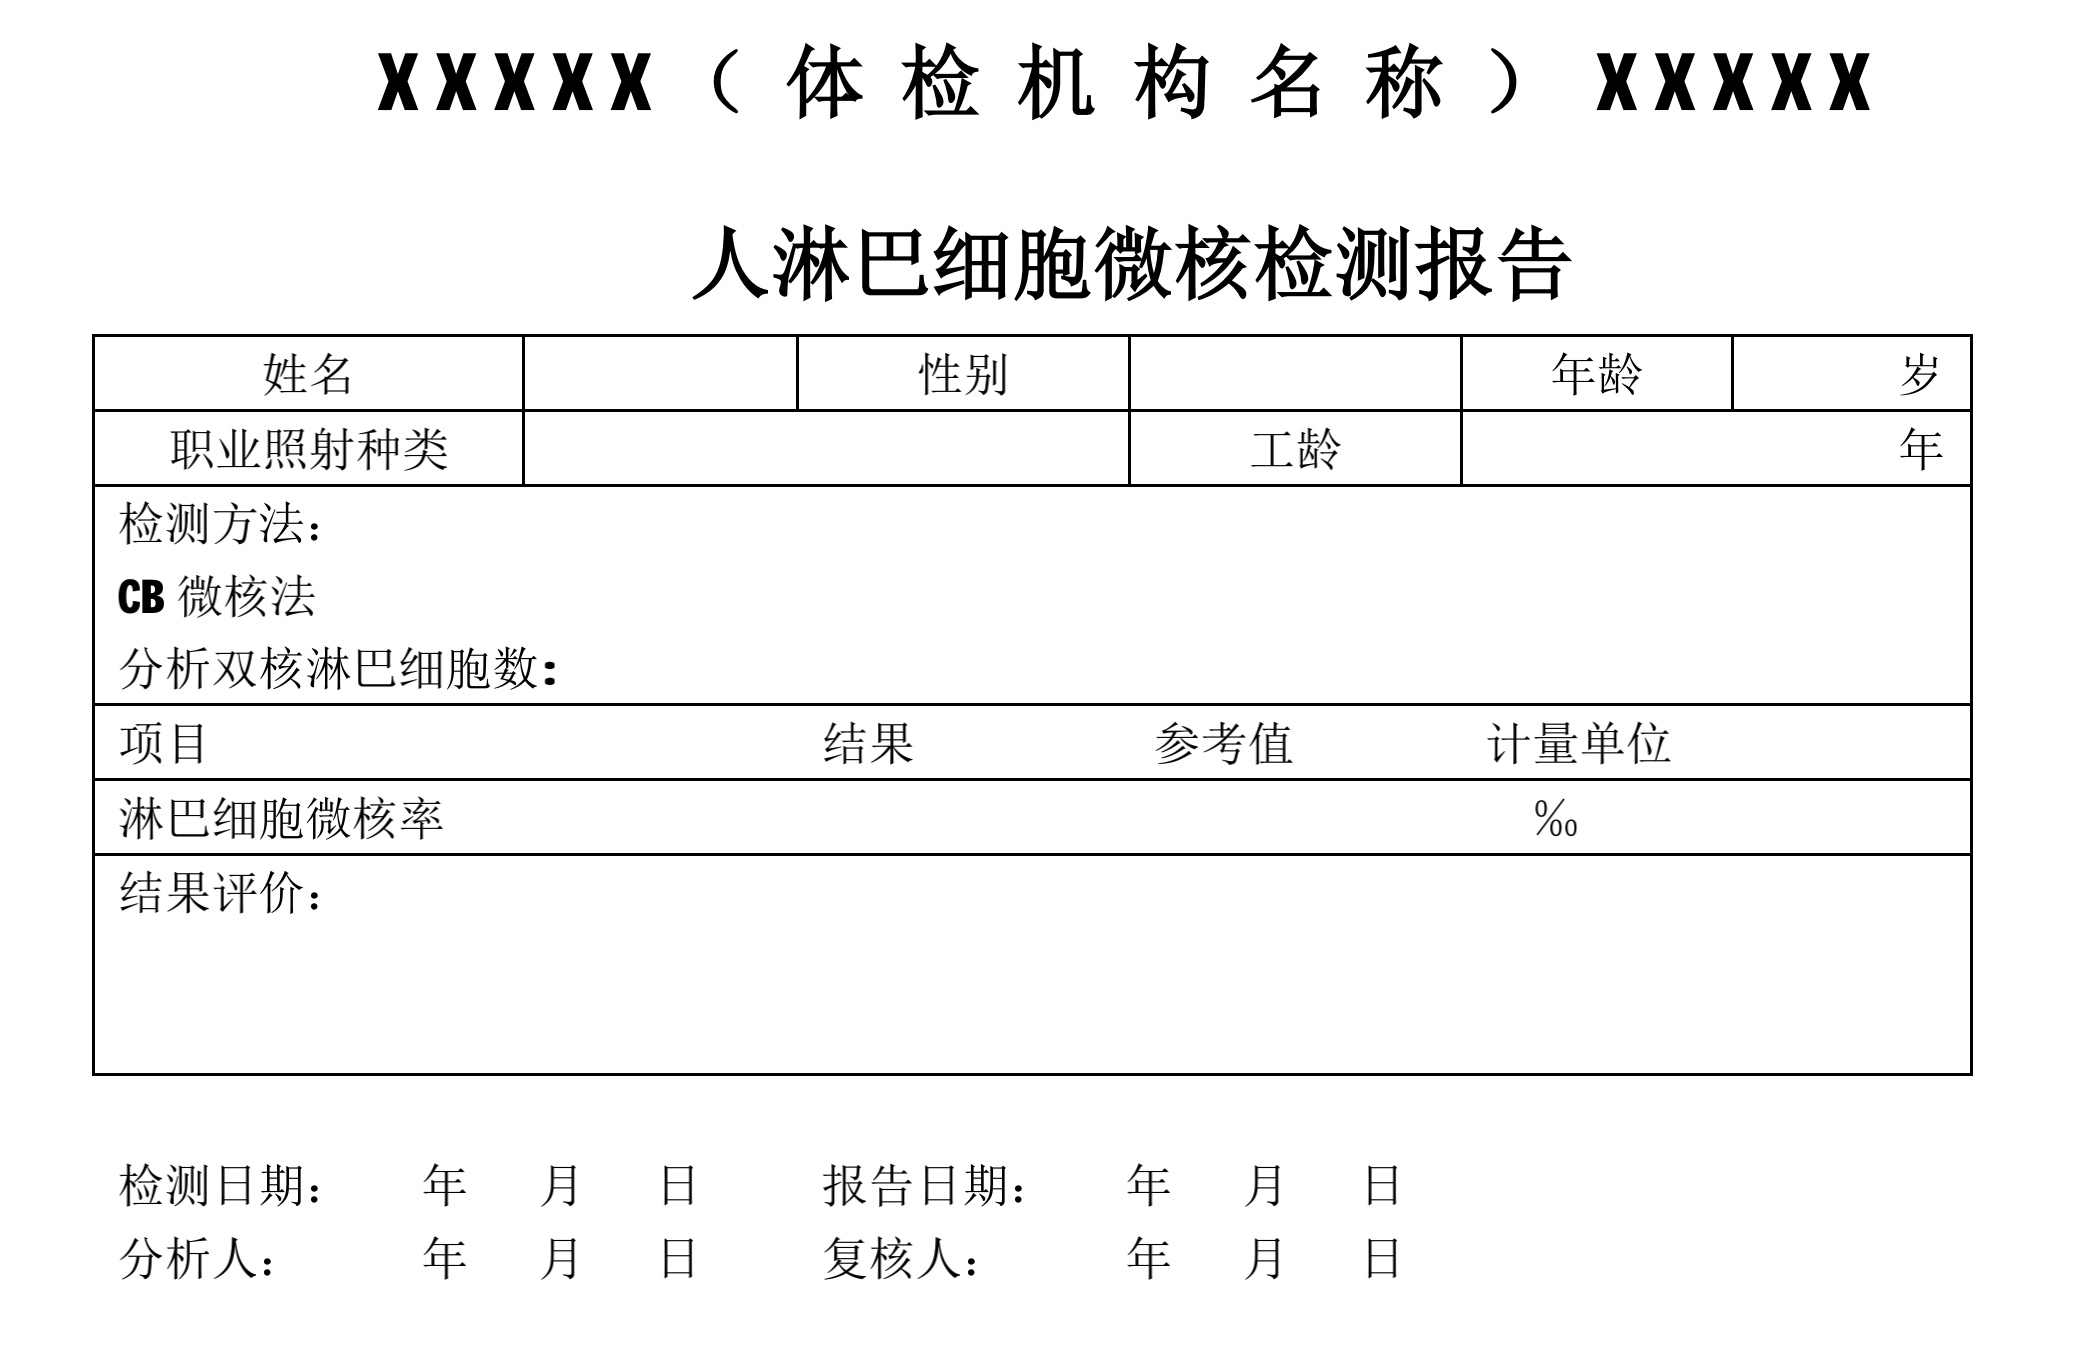 XXXXX（体检机构名称）XXXXX
人淋巴细胞微核检测报告
姓名 性别 年龄 岁
职业照射种类 工龄 年
检测方法：
CB 微核法
分析双核淋巴细胞数：
项目 结果 参考值 计量单位
淋巴细胞微核率 ‰
结果评价：
检测日期： 年 月 日 报告日期： 年 月 日
分析人： 年 月 日 复核人： 年 月 日